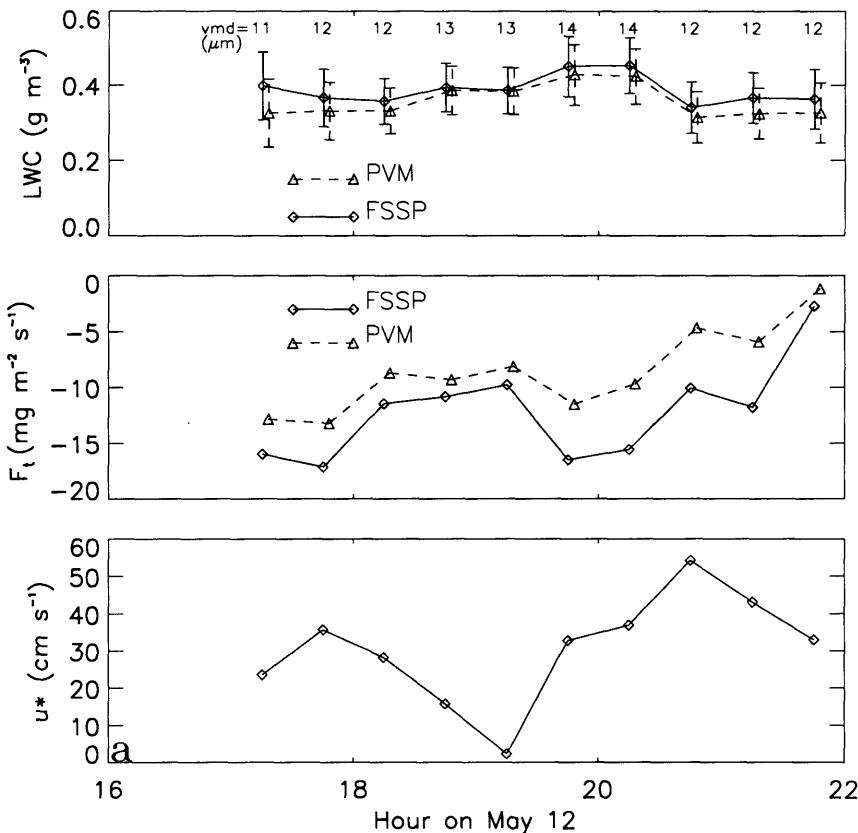 vmd= 11 12 12 13 13 14 14 12 12 12
(μm)
0.6
0.4
0.2
0.0
LWC (g m⁻³)
PVM
FSSP
0
−5
−10
−15
−20
Fₜ (mg m⁻² s⁻¹)
FSSP
PVM
60
50
40
30
20
10
0
u* (cm s⁻¹)
a
16 18 20 22
Hour on May 12